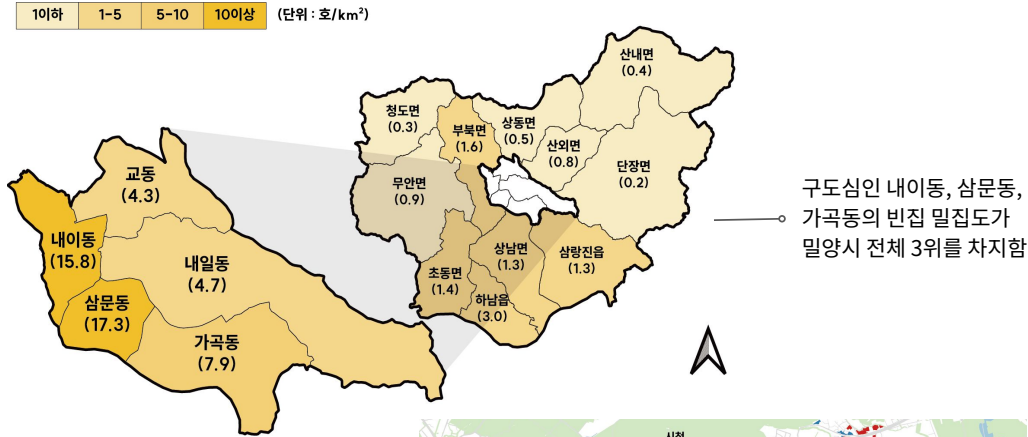 1이하 1-5 5-10 10이상 (단위 : 호/km²)
산내면
(0.4)
청도면
(0.3)
부북면
(1.6)
상동면
(0.5)
산외면
(0.8)
단장면
(0.2)
무안면
(0.9)
상남면
(1.3)
삼랑진읍
(1.3)
초동면
(1.4)
하남읍
(3.0)
교동
(4.3)
내이동
(15.8)
내일동
(4.7)
삼문동
(17.3)
가곡동
(7.9)
구도심인 내이동, 삼문동,
가곡동의 빈집 밀집도가
밀양시 전체 3위를 차지함
시청